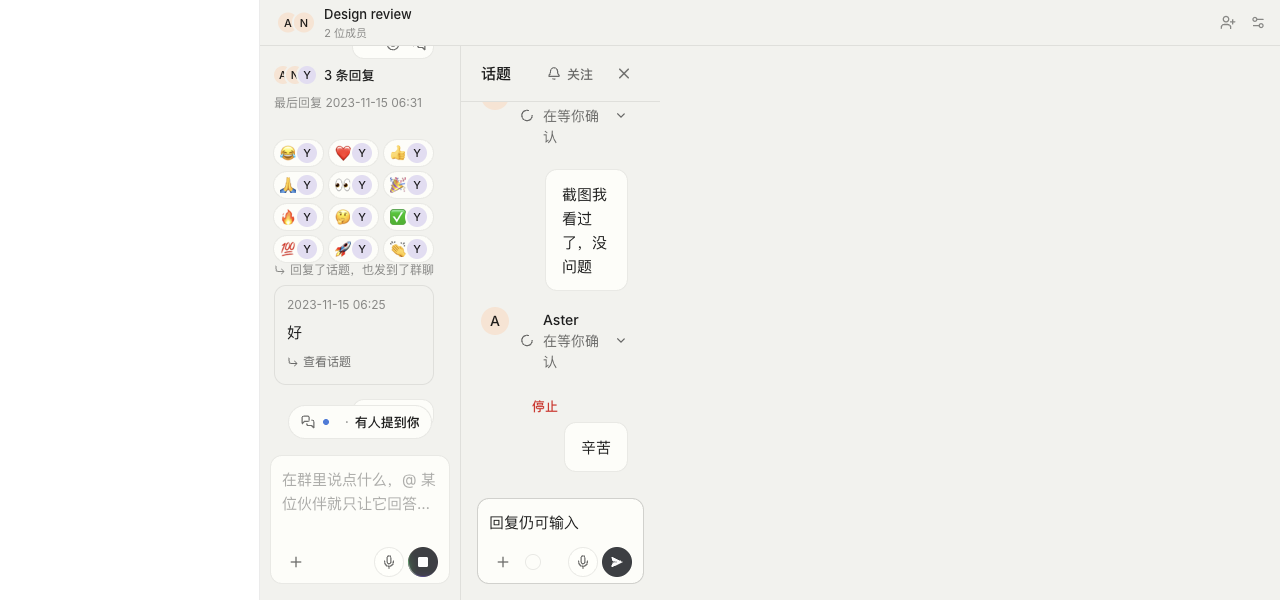 A N
Design review
2 位成员
A N Y 3 条回复
最后回复 2023-11-15 06:31
Y Y Y
Y Y Y
Y Y Y
💯 Y Y Y
回复了话题，也发到了群聊
2023-11-15 06:25
好
查看话题
· 有人提到你
在群里说点什么，@ 某
位伙伴就只让它回答...
话题
关注
在等你确
认
截图我
看过
了，没
问题
A
Aster
在等你确
认
停止
辛苦
回复仍可输入